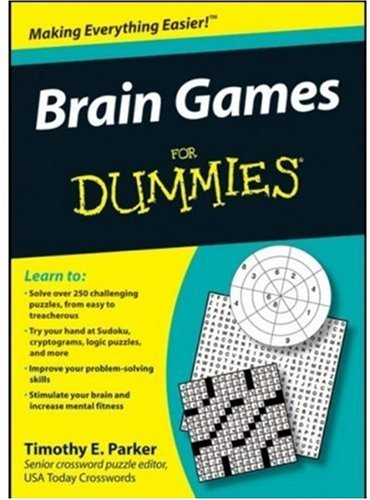 Making Everything Easier!™
Brain Games
FOR
DUMMIES®
Learn to:
• Solve over 250 challenging
puzzles, from easy to
treacherous
• Try your hand at Sudoku,
cryptograms, logic puzzles,
and more
• Improve your problem-solving
skills
• Stimulate your brain and
increase mental fitness
Timothy E. Parker
Senior crossword puzzle editor,
USA Today Crosswords